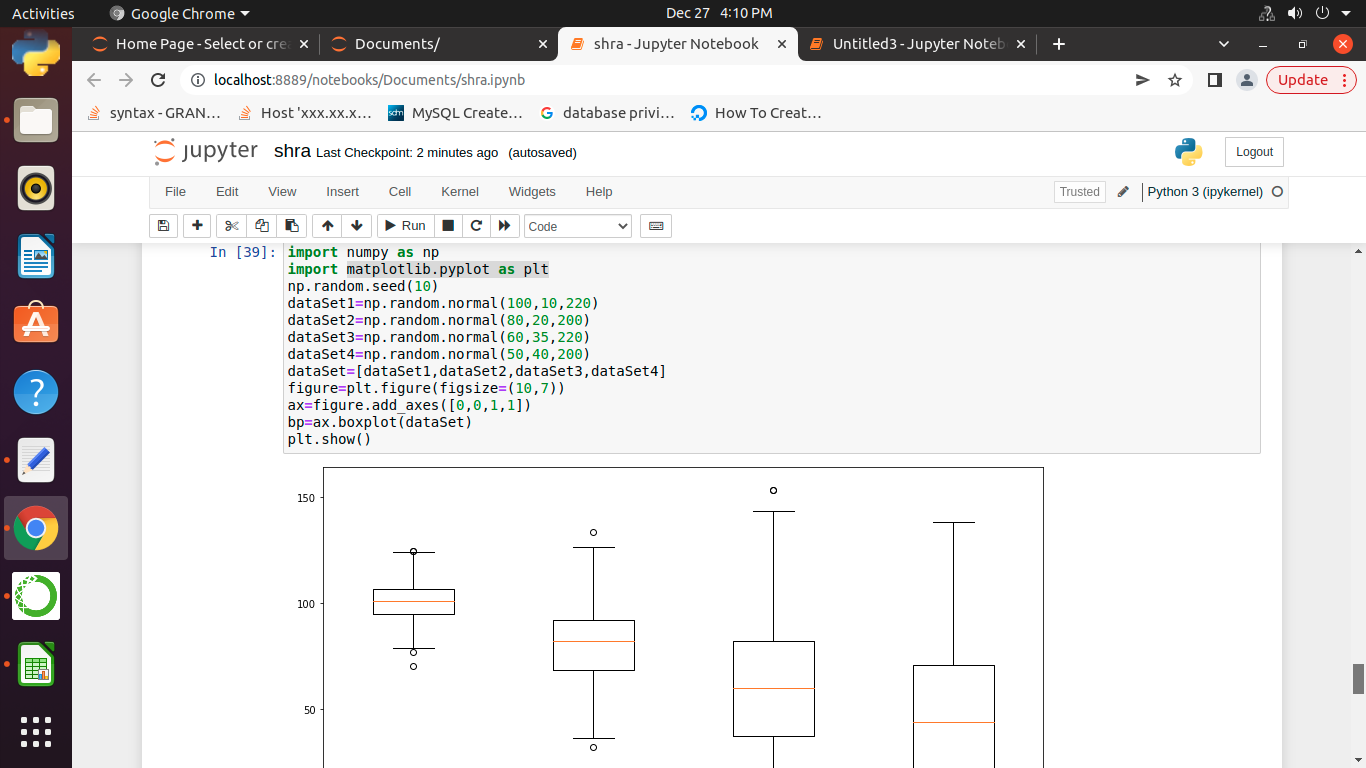 Activities Google Chrome Dec 27 4:10 PM
Home Page - Select or cre Documents/ shra - Jupyter Notebook Untitled3 - Jupyter Noteb
localhost:8889/notebooks/Documents/shra.ipynb Update
syntax - GRAN… Host 'xxx.xx.x… MySQL Create… database privi… How To Creat…
jupyter shra Last Checkpoint: 2 minutes ago (autosaved) Logout
File Edit View Insert Cell Kernel Widgets Help Trusted Python 3 (ipykernel)
Run Code
In [39]: import numpy as np
import matplotlib.pyplot as plt
np.random.seed(10)
dataSet1=np.random.normal(100,10,220)
dataSet2=np.random.normal(80,20,200)
dataSet3=np.random.normal(60,35,220)
dataSet4=np.random.normal(50,40,200)
dataSet=[dataSet1,dataSet2,dataSet3,dataSet4]
figure=plt.figure(figsize=(10,7))
ax=figure.add_axes([0,0,1,1])
bp=ax.boxplot(dataSet)
plt.show()
150
100
50